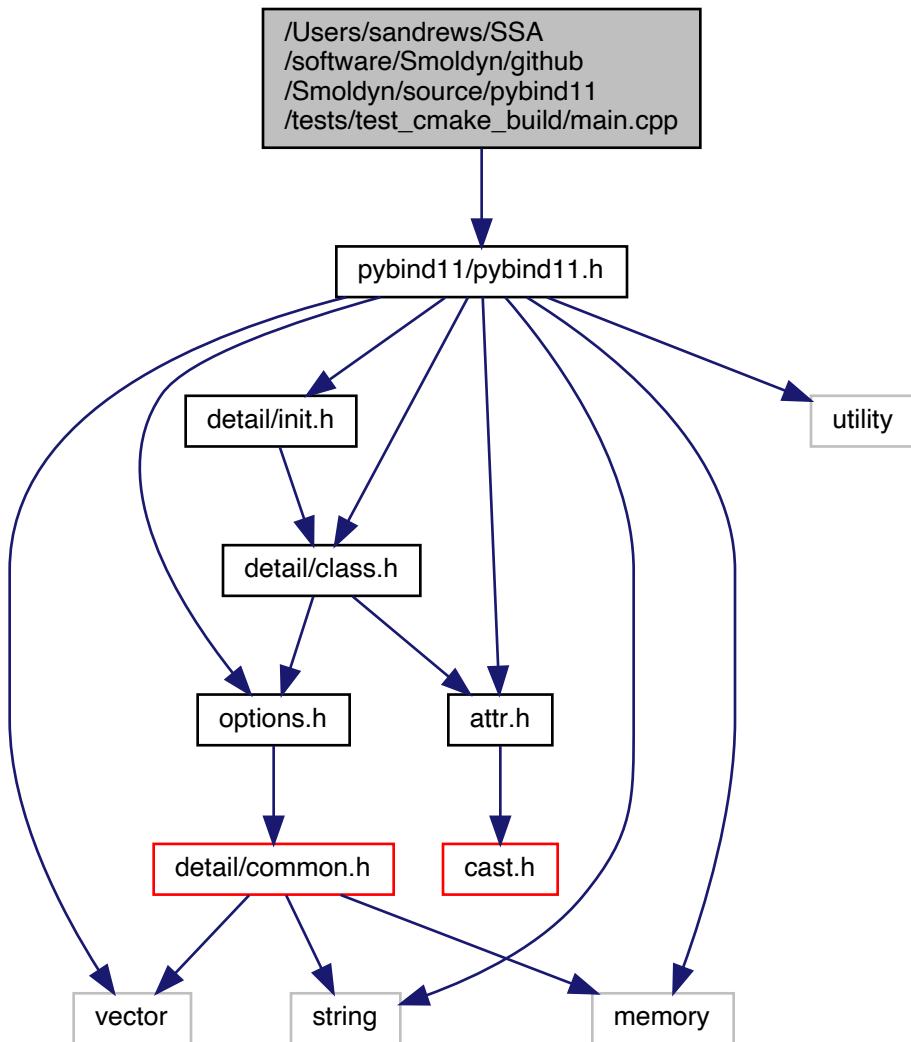 /Users/sandrews/SSA
/software/Smoldyn/github
/Smoldyn/source/pybind11
/tests/test_cmake_build/main.cpp
pybind11/pybind11.h
detail/init.h
utility
detail/class.h
options.h
attr.h
detail/common.h
cast.h
vector
string
memory